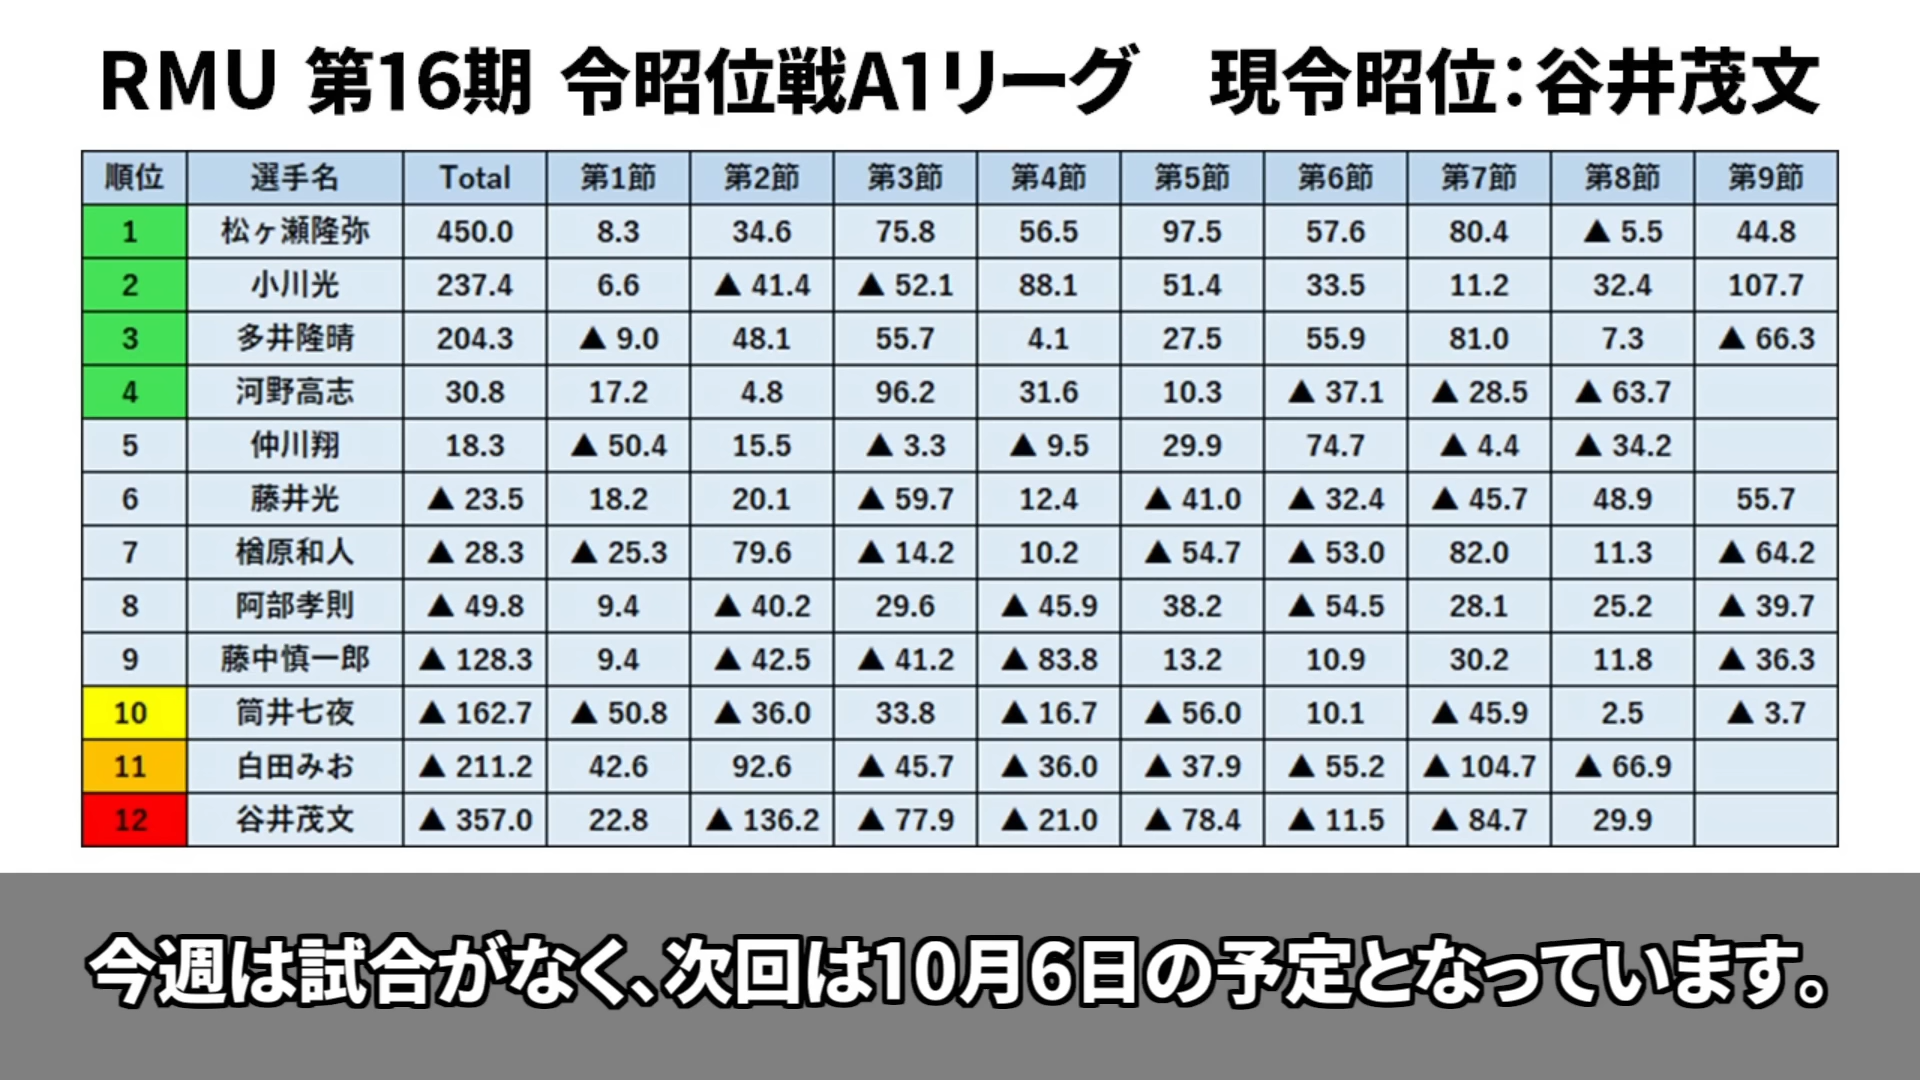 RMU 第16期 令昭位戦A1リーグ　現令昭位：谷井茂文
順位 選手名 Total 第1節 第2節 第3節 第4節 第5節 第6節 第7節 第8節 第9節
1 松ヶ瀬隆弥 450.0 8.3 34.6 75.8 56.5 97.5 57.6 80.4 ▲ 5.5 44.8
2 小川光 237.4 6.6 ▲ 41.4 ▲ 52.1 88.1 51.4 33.5 11.2 32.4 107.7
3 多井隆晴 204.3 ▲ 9.0 48.1 55.7 4.1 27.5 55.9 81.0 7.3 ▲ 66.3
4 河野高志 30.8 17.2 4.8 96.2 31.6 10.3 ▲ 37.1 ▲ 28.5 ▲ 63.7
5 仲川翔 18.3 ▲ 50.4 15.5 ▲ 3.3 ▲ 9.5 29.9 74.7 ▲ 4.4 ▲ 34.2
6 藤井光 ▲ 23.5 18.2 20.1 ▲ 59.7 12.4 ▲ 41.0 ▲ 32.4 ▲ 45.7 48.9 55.7
7 楢原和人 ▲ 28.3 ▲ 25.3 79.6 ▲ 14.2 10.2 ▲ 54.7 ▲ 53.0 82.0 11.3 ▲ 64.2
8 阿部孝則 ▲ 49.8 9.4 ▲ 40.2 29.6 ▲ 45.9 38.2 ▲ 54.5 28.1 25.2 ▲ 39.7
9 藤中慎一郎 ▲ 128.3 9.4 ▲ 42.5 ▲ 41.2 ▲ 83.8 13.2 10.9 30.2 11.8 ▲ 36.3
10 筒井七夜 ▲ 162.7 ▲ 50.8 ▲ 36.0 33.8 ▲ 16.7 ▲ 56.0 10.1 ▲ 45.9 2.5 ▲ 3.7
11 白田みお ▲ 211.2 42.6 92.6 ▲ 45.7 ▲ 36.0 ▲ 37.9 ▲ 55.2 ▲ 104.7 ▲ 66.9
12 谷井茂文 ▲ 357.0 22.8 ▲ 136.2 ▲ 77.9 ▲ 21.0 ▲ 78.4 ▲ 11.5 ▲ 84.7 29.9
今週は試合がなく、次回は10月6日の予定となっています。